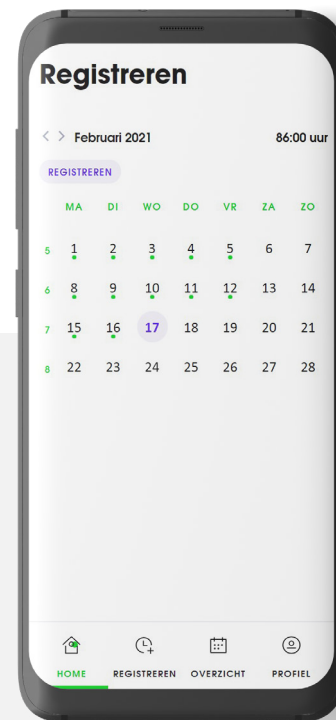 Registreren
Februari 2021 86:00 uur
REGISTREREN
MA DI WO DO VR ZA ZO
5 1 2 3 4 5 6 7
6 8 9 10 11 12 13 14
7 15 16 17 18 19 20 21
8 22 23 24 25 26 27 28
HOME REGISTREREN OVERZICHT PROFIEL